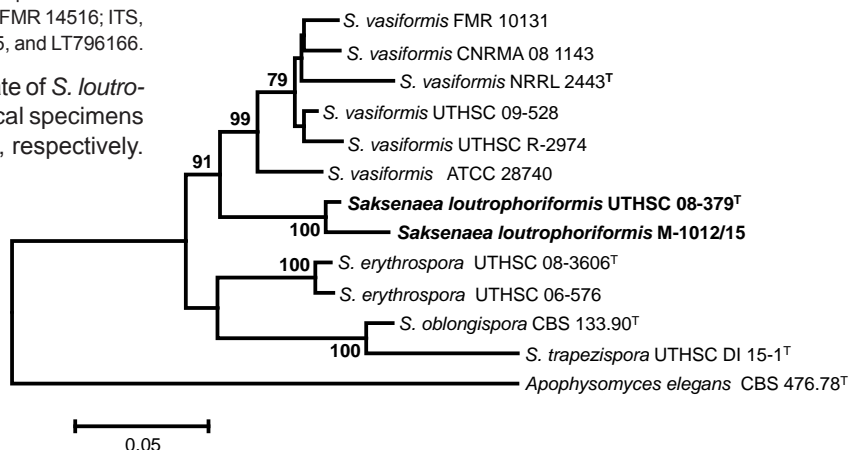 FMR 14516; ITS,
5, and LT796166.
ate of S. loutro-
cal specimens
, respectively.
S. vasiformis FMR 10131
S. vasiformis CNRMA 08 1143
79
S. vasiformis NRRL 2443ᵀ
S. vasiformis UTHSC 09-528
99
S. vasiformis UTHSC R-2974
91
S. vasiformis ATCC 28740
Saksenaea loutrophoriformis UTHSC 08-379ᵀ
100
Saksenaea loutrophoriformis M-1012/15
100
S. erythrospora UTHSC 08-3606ᵀ
S. erythrospora UTHSC 06-576
S. oblongispora CBS 133.90ᵀ
100
S. trapezispora UTHSC DI 15-1ᵀ
Apophysomyces elegans CBS 476.78ᵀ
0.05